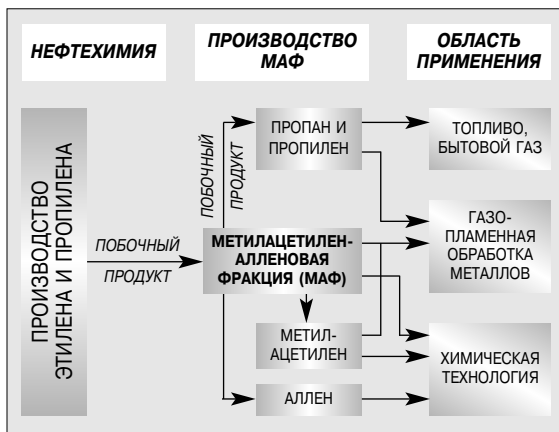 НЕФТЕХИМИЯ
ПРОИЗВОДСТВО
МАФ
ОБЛАСТЬ
ПРИМЕНЕНИЯ
ПРОИЗВОДСТВО
ЭТИЛЕНА И ПРОПИЛЕНА
ПОБОЧНЫЙ
ПРОДУКТ
ПОБОЧНЫЙ
ПРОДУКТ
ПРОПАН И
ПРОПИЛЕН
МЕТИЛАЦЕТИЛЕН-
АЛЛЕНОВАЯ
ФРАКЦИЯ (МАФ)
МЕТИЛ-
АЦЕТИЛЕН
АЛЛЕН
ТОПЛИВО,
БЫТОВОЙ ГАЗ
ГАЗО-
ПЛАМЕННАЯ
ОБРАБОТКА
МЕТАЛЛОВ
ХИМИЧЕСКАЯ
ТЕХНОЛОГИЯ